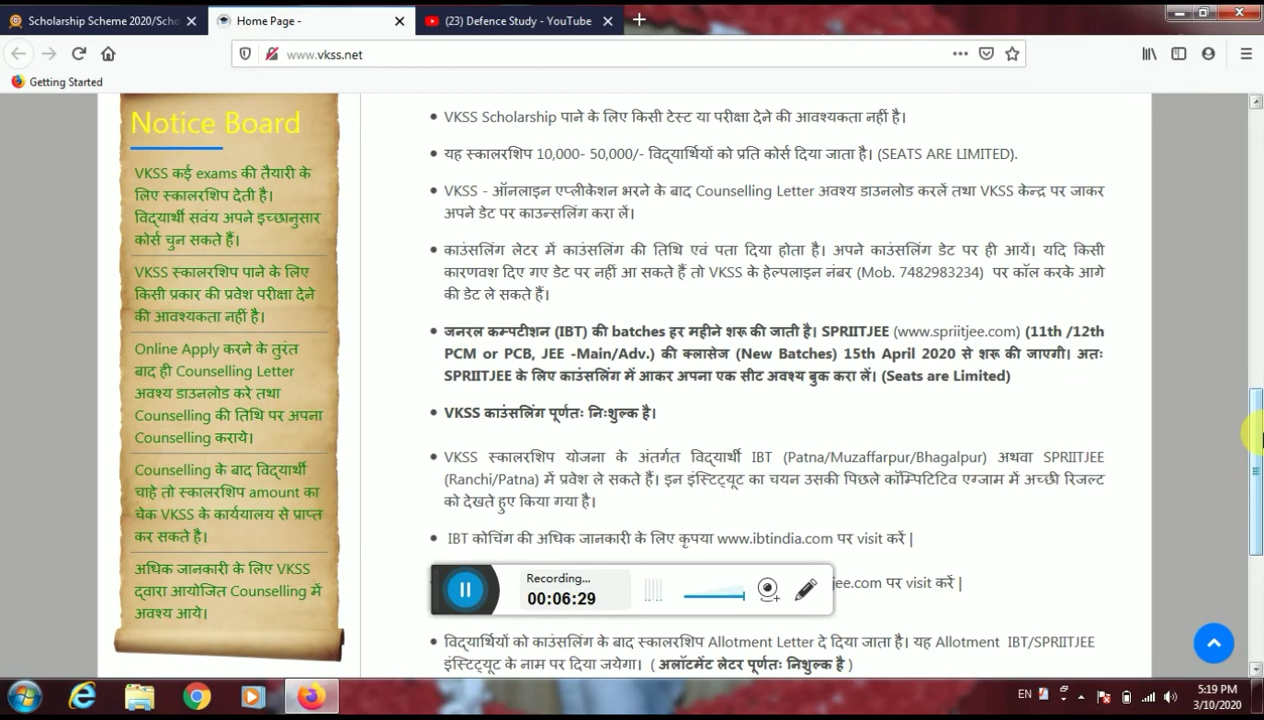 Scholarship Scheme 2020/Scho
Home Page -
(23) Defence Study - YouTube
www.vkss.net
Getting Started
Notice Board
VKSS कई exams की तैयारी के
लिए स्कालरशिप देती है।
विद्यार्थी सवंय अपने इच्छानुसार
कोर्स चुन सकते हैं।
VKSS स्कालरशिप पाने के लिए
किसी प्रकार की प्रवेश परीक्षा देने
की आवश्यकता नहीं है।
Online Apply करने के तुरंत
बाद ही Counselling Letter
अवश्य डाउनलोड करे तथा
Counselling की तिथि पर अपना
Counselling कराये।
Counselling के बाद विद्यार्थी
चाहे तो स्कालरशिप amount का
चेक VKSS के कार्ययालय से प्राप्त
कर सकते है।
अधिक जानकारी के लिए VKSS
द्वारा आयोजित Counselling में
अवश्य आये।
• VKSS Scholarship पाने के लिए किसी टेस्ट या परीक्षा देने की आवश्यकता नहीं है।
• यह स्कालरशिप 10,000- 50,000/- विद्यार्थियों को प्रति कोर्स दिया जाता है। (SEATS ARE LIMITED).
• VKSS - ऑनलाइन एप्लीकेशन भरने के बाद Counselling Letter अवश्य डाउनलोड करलें तथा VKSS केन्द्र पर जाकर
अपने डेट पर काउन्सलिंग करा लें।
• काउंसलिंग लेटर में काउंसलिंग की तिथि एवं पता दिया होता है। अपने काउंसलिंग डेट पर ही आयें। यदि किसी
कारणवश दिए गए डेट पर नहीं आ सकते हैं तो VKSS के हेल्पलाइन नंबर (Mob. 7482983234) पर कॉल करके आगे
की डेट ले सकते हैं।
• जनरल कम्पटीशन (IBT) की batches हर महीने शरू की जाती है। SPRIITJEE (www.spriitjee.com) (11th /12th
PCM or PCB, JEE -Main/Adv.) की क्लासेज (New Batches) 15th April 2020 से शरू की जाएगी। अतः
SPRIITJEE के लिए काउंसलिंग में आकर अपना एक सीट अवश्य बुक करा लें। (Seats are Limited)
• VKSS काउंसलिंग पूर्णतः निःशुल्क है।
• VKSS स्कालरशिप योजना के अंतर्गत विद्यार्थी IBT (Patna/Muzaffarpur/Bhagalpur) अथवा SPRIITJEE
(Ranchi/Patna) में प्रवेश ले सकते हैं। इन इंस्टिट्यूट का चयन उसकी पिछले कॉम्पिटिटिव एग्जाम में अच्छी रिजल्ट
को देखते हुए किया गया है।
• IBT कोचिंग की अधिक जानकारी के लिए कृपया www.ibtindia.com पर visit करें |
jee.com पर visit करें |
Recording...
00:06:29
• विद्यार्थियों को काउंसलिंग के बाद स्कालरशिप Allotment Letter दे दिया जाता है। यह Allotment IBT/SPRIITJEE
इंस्टिट्यूट के नाम पर दिया जयेगा। ( अलॉटमेंट लेटर पूर्णतः निशुल्क है )
EN
5:19 PM
3/10/2020